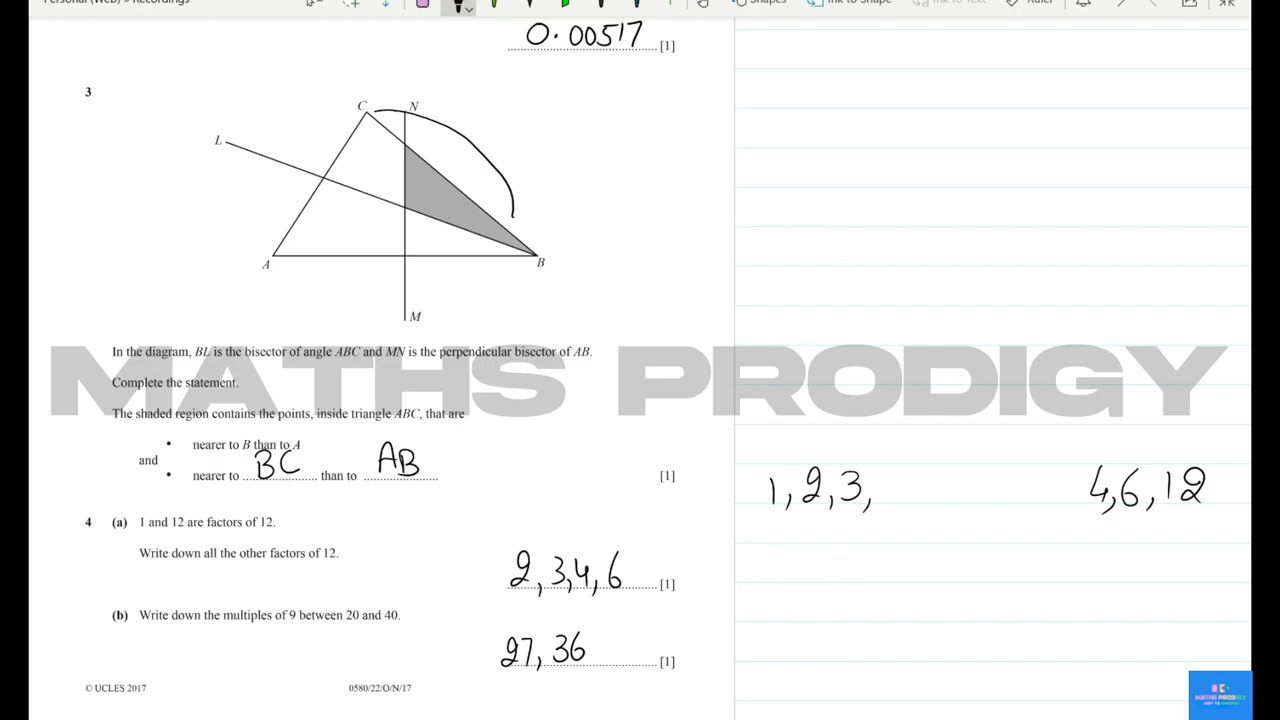 Personal (Web) » Recordings
Shapes
Ink to Shape
Ink to Text
Ruler
0.00517
[1]
3
C N
L
A
B
M
In the diagram, BL is the bisector of angle ABC and MN is the perpendicular bisector of AB.
MATHS PRODIGY
Complete the statement.
The shaded region contains the points, inside triangle ABC, that are
• nearer to B than to A
and
• nearer to BC than to AB [1]
1, 2, 3, 4, 6, 12
4 (a) 1 and 12 are factors of 12.
Write down all the other factors of 12.
2, 3, 4, 6 [1]
(b) Write down the multiples of 9 between 20 and 40.
27, 36 [1]
© UCLES 2017 0580/22/O/N/17
MATHS PRODIGY